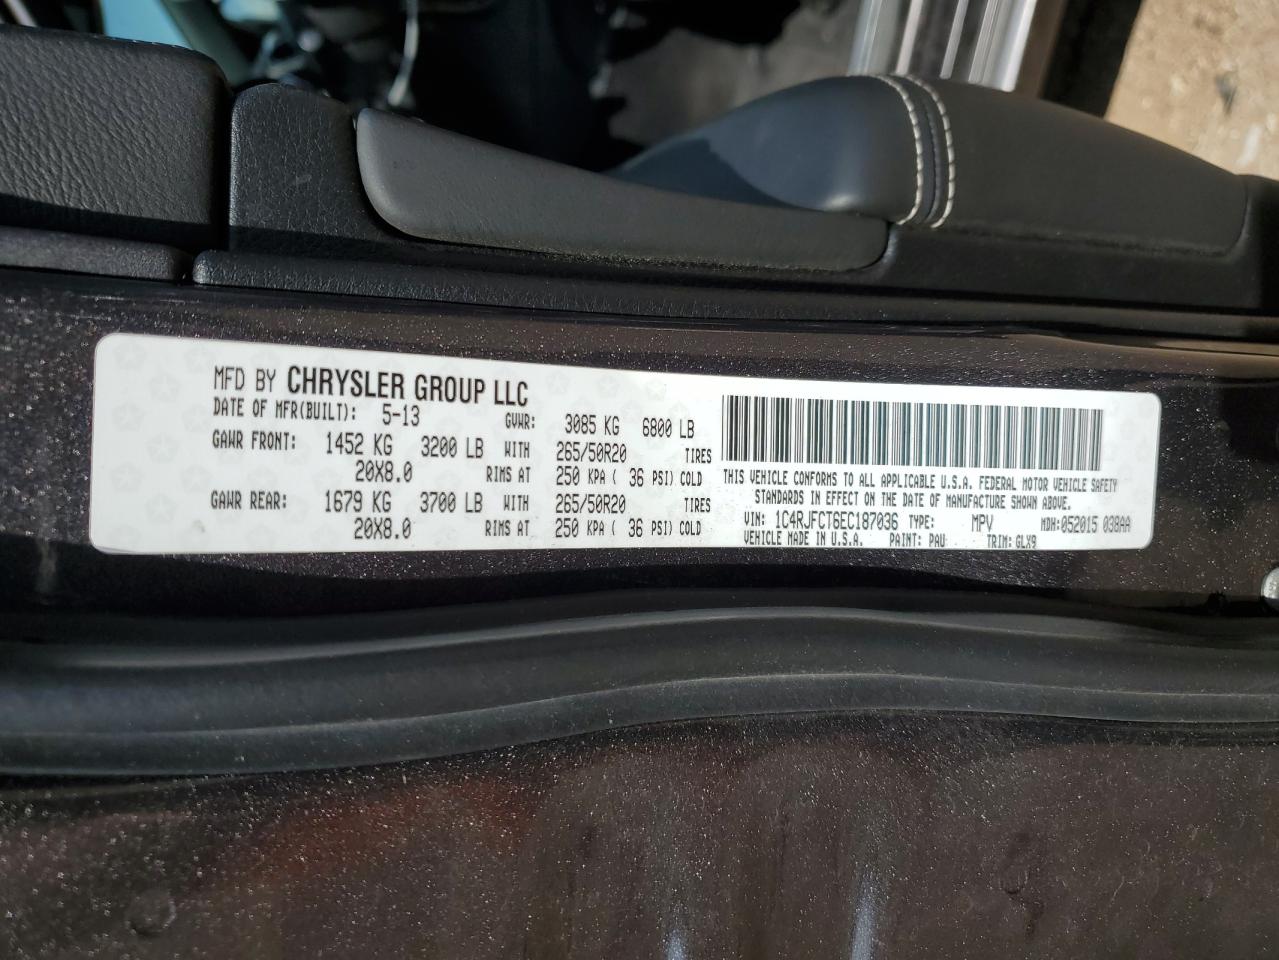 MFD BY CHRYSLER GROUP LLC
DATE OF MFR(BUILT): 5-13 GVWR: 3085 KG 6800 LB
GAWR FRONT: 1452 KG 3200 LB WITH 265/50R20 TIRES
20X8.0 RIMS AT 250 KPA ( 36 PSI) COLD
GAWR REAR: 1679 KG 3700 LB WITH 265/50R20 TIRES
20X8.0 RIMS AT 250 KPA ( 36 PSI) COLD
THIS VEHICLE CONFORMS TO ALL APPLICABLE U.S.A. FEDERAL MOTOR VEHICLE SAFETY
STANDARDS IN EFFECT ON THE DATE OF MANUFACTURE SHOWN ABOVE.
VIN: 1C4RJFCT6EC187036 TYPE: MPV MDH:052015 038AA
VEHICLE MADE IN U.S.A. PAINT: PAU TRIM: GLX9